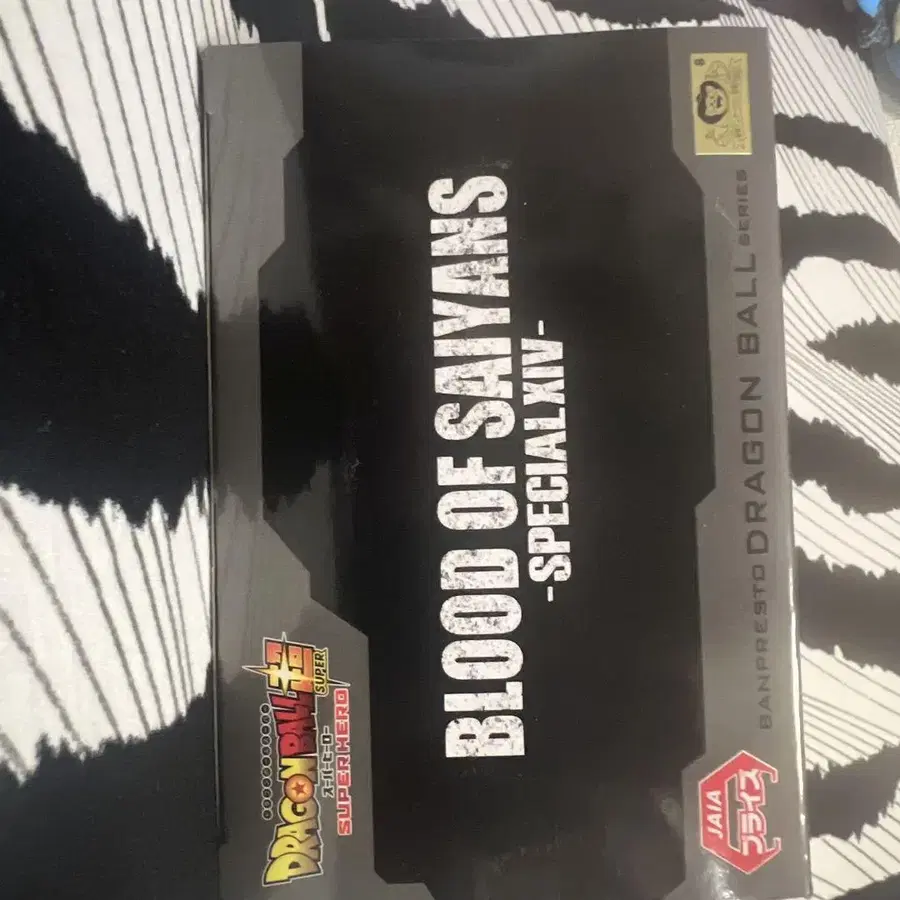 DRAGON BALL 超
SUPER
スーパーヒーロー
SUPER HERO
BLOOD OF SAIYANS
-SPECIAL XIV-
BANPRESTO DRAGON BALL SERIES
JAIA
プライズ